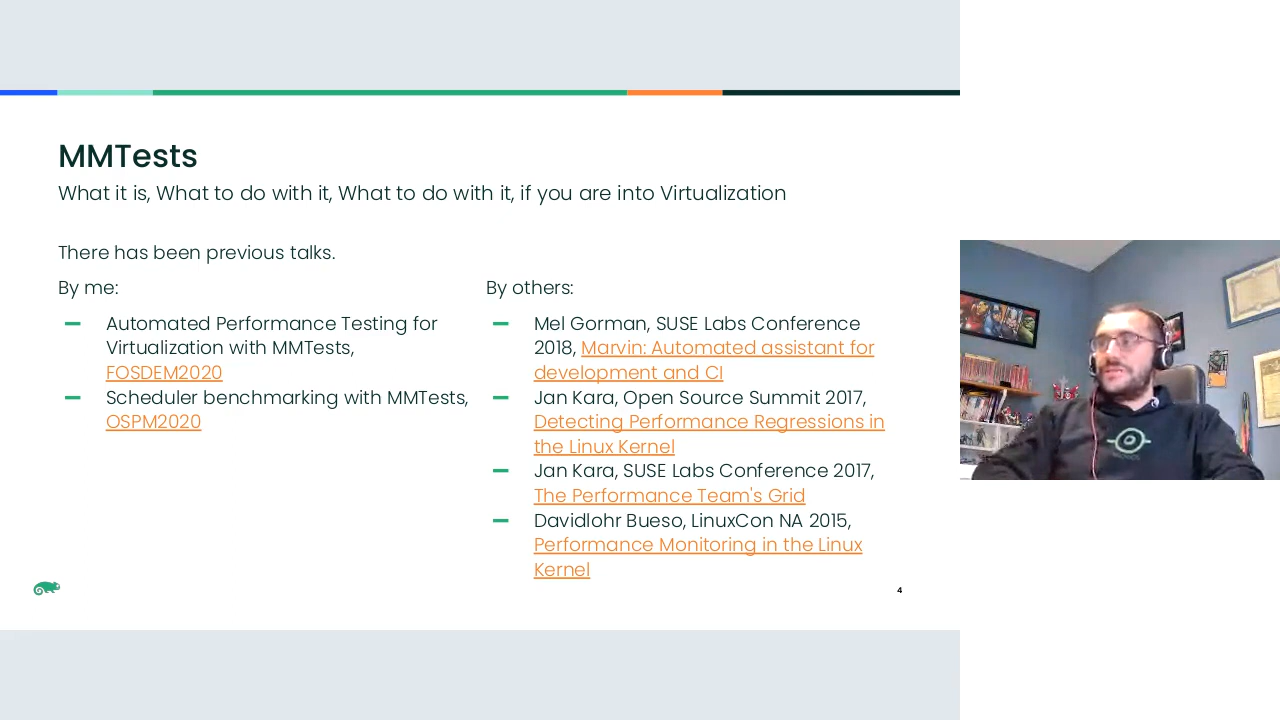 MMTests
What it is, What to do with it, What to do with it, if you are into Virtualization
There has been previous talks.
By me:
Automated Performance Testing for
Virtualization with MMTests,
FOSDEM2020
Scheduler benchmarking with MMTests,
OSPM2020
By others:
Mel Gorman, SUSE Labs Conference
2018, Marvin: Automated assistant for
development and CI
Jan Kara, Open Source Summit 2017,
Detecting Performance Regressions in
the Linux Kernel
Jan Kara, SUSE Labs Conference 2017,
The Performance Team's Grid
Davidlohr Bueso, LinuxCon NA 2015,
Performance Monitoring in the Linux
Kernel
4